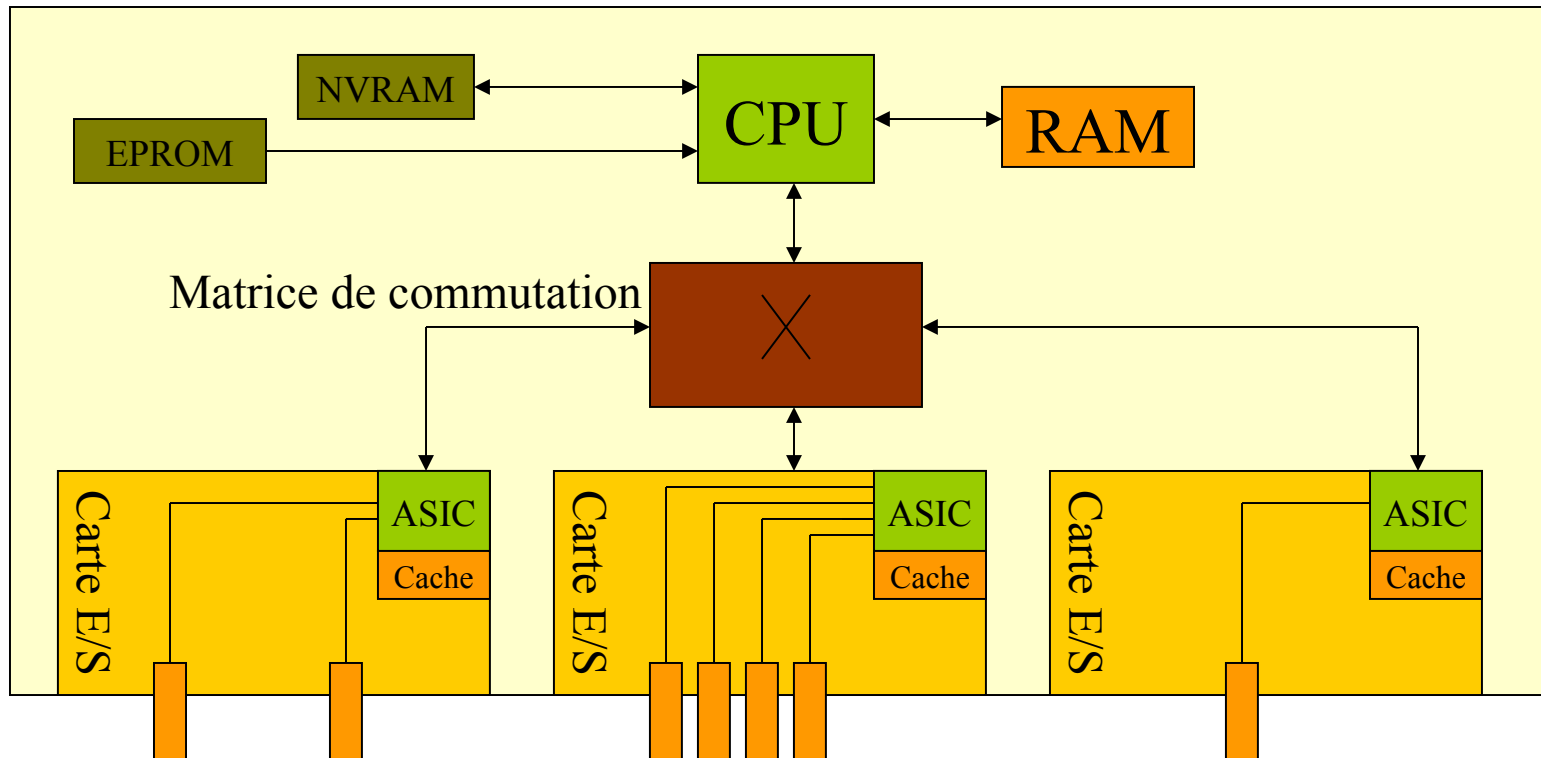 NVRAM
CPU
RAM
EPROM
Matrice de commutation
Carte E/S
ASIC
Cache
Carte E/S
ASIC
Cache
Carte E/S
ASIC
Cache